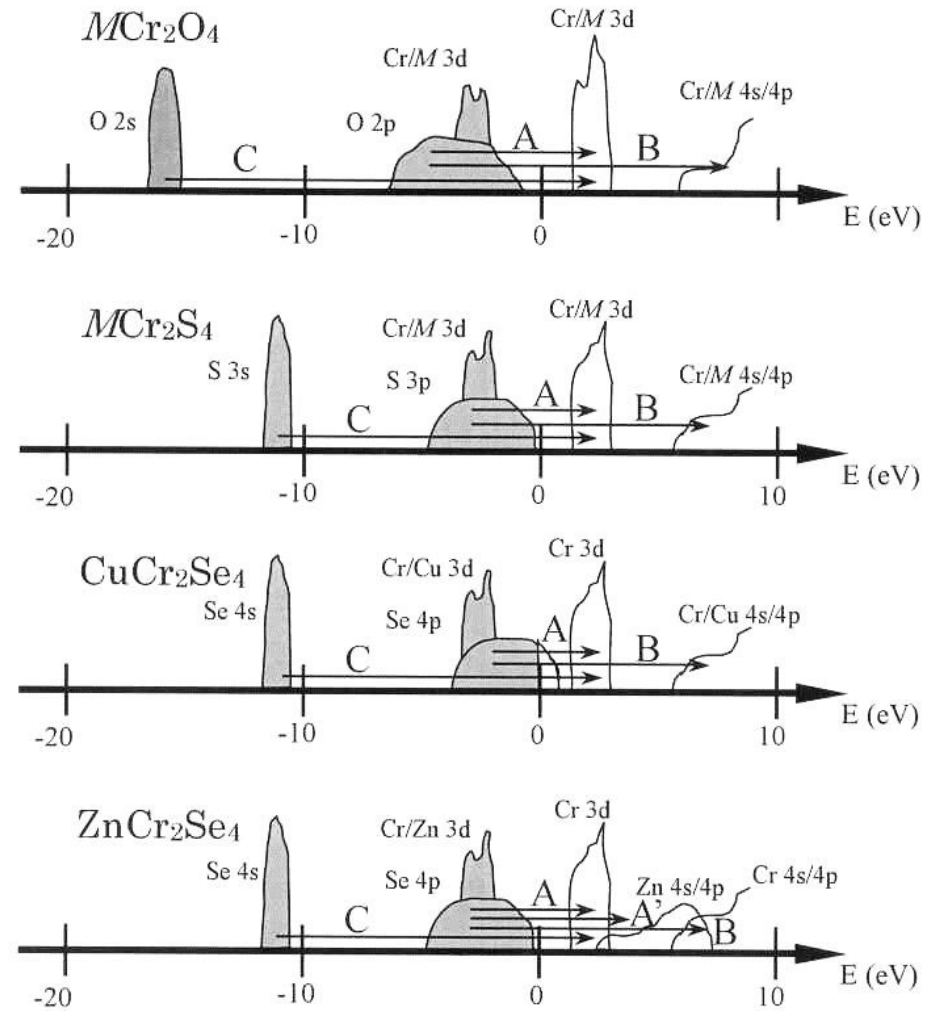 MCr₂O₄
Cr/M 3d
Cr/M 3d
Cr/M 4s/4p
O 2s
O 2p
A
B
C
E (eV)
-20
-10
0
MCr₂S₄
Cr/M 3d
Cr/M 3d
S 3s
S 3p
Cr/M 4s/4p
A
B
C
E (eV)
-20
-10
0
10
CuCr₂Se₄
Cr/Cu 3d
Cr 3d
Se 4s
Se 4p
Cr/Cu 4s/4p
A
B
C
E (eV)
-20
-10
0
10
ZnCr₂Se₄
Cr/Zn 3d
Cr 3d
Se 4s
Se 4p
Zn 4s/4p
Cr 4s/4p
A
A'
B
C
E (eV)
-20
-10
0
10